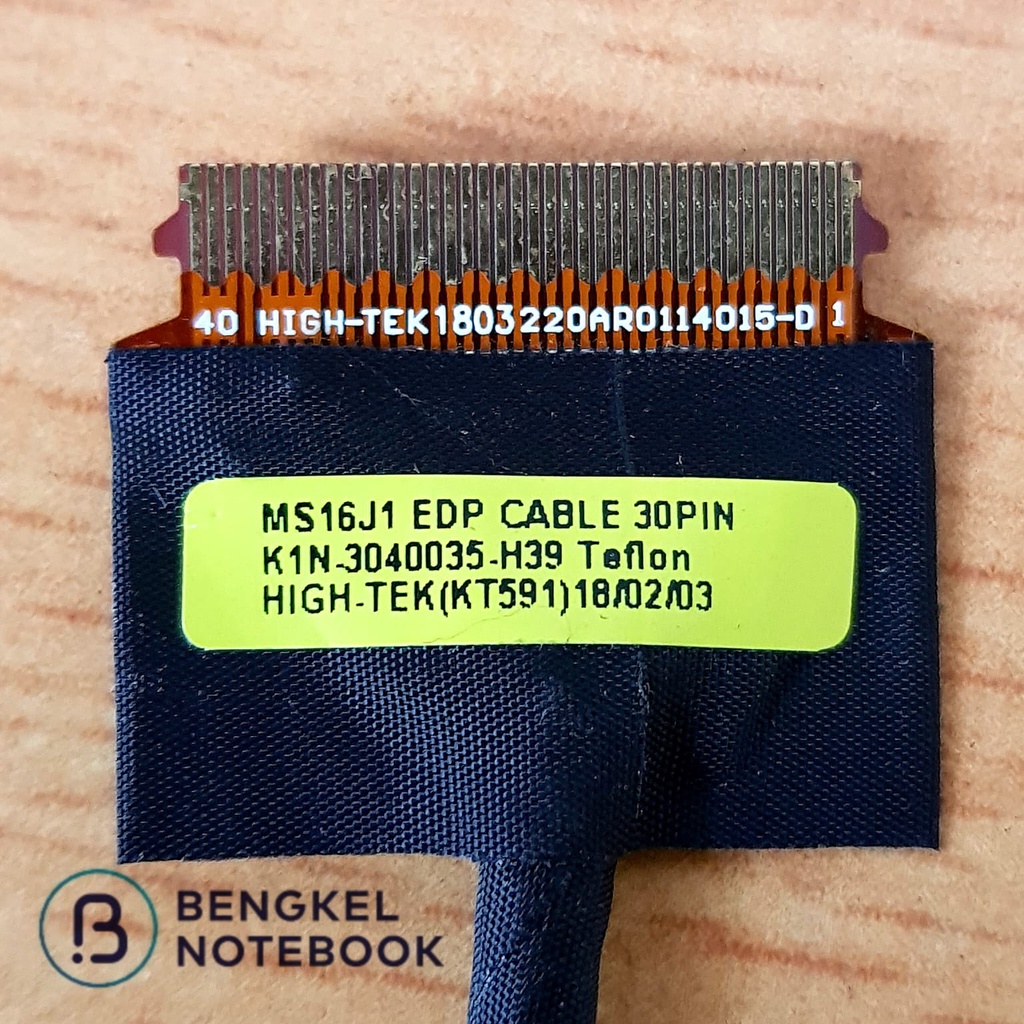 40 HIGH-TEK1803220AR0114015-D 1
MS16J1 EDP CABLE 30PIN
K1N-3040035-H39 Teflon
HIGH-TEK(KT591)18/02/03
BENGKEL
NOTEBOOK